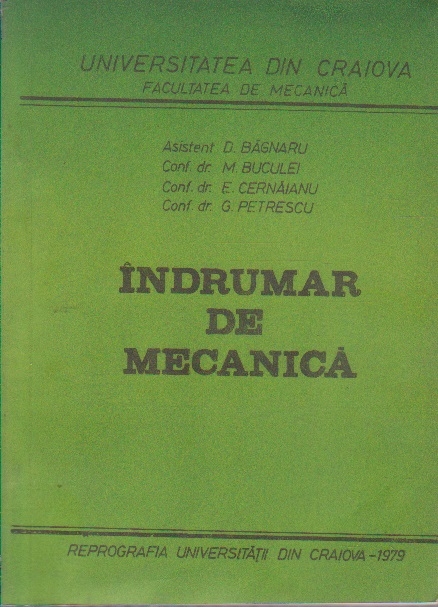 UNIVERSITATEA DIN CRAIOVA
FACULTATEA DE MECANICĂ
Asistent D. BĂGNARU
Conf. dr. M. BUCULEI
Conf. dr. E. CERNĂIANU
Conf. dr. G. PETRESCU
ÎNDRUMAR
DE
MECANICĂ
REPROGRAFIA UNIVERSITĂȚII DIN CRAIOVA - 1979